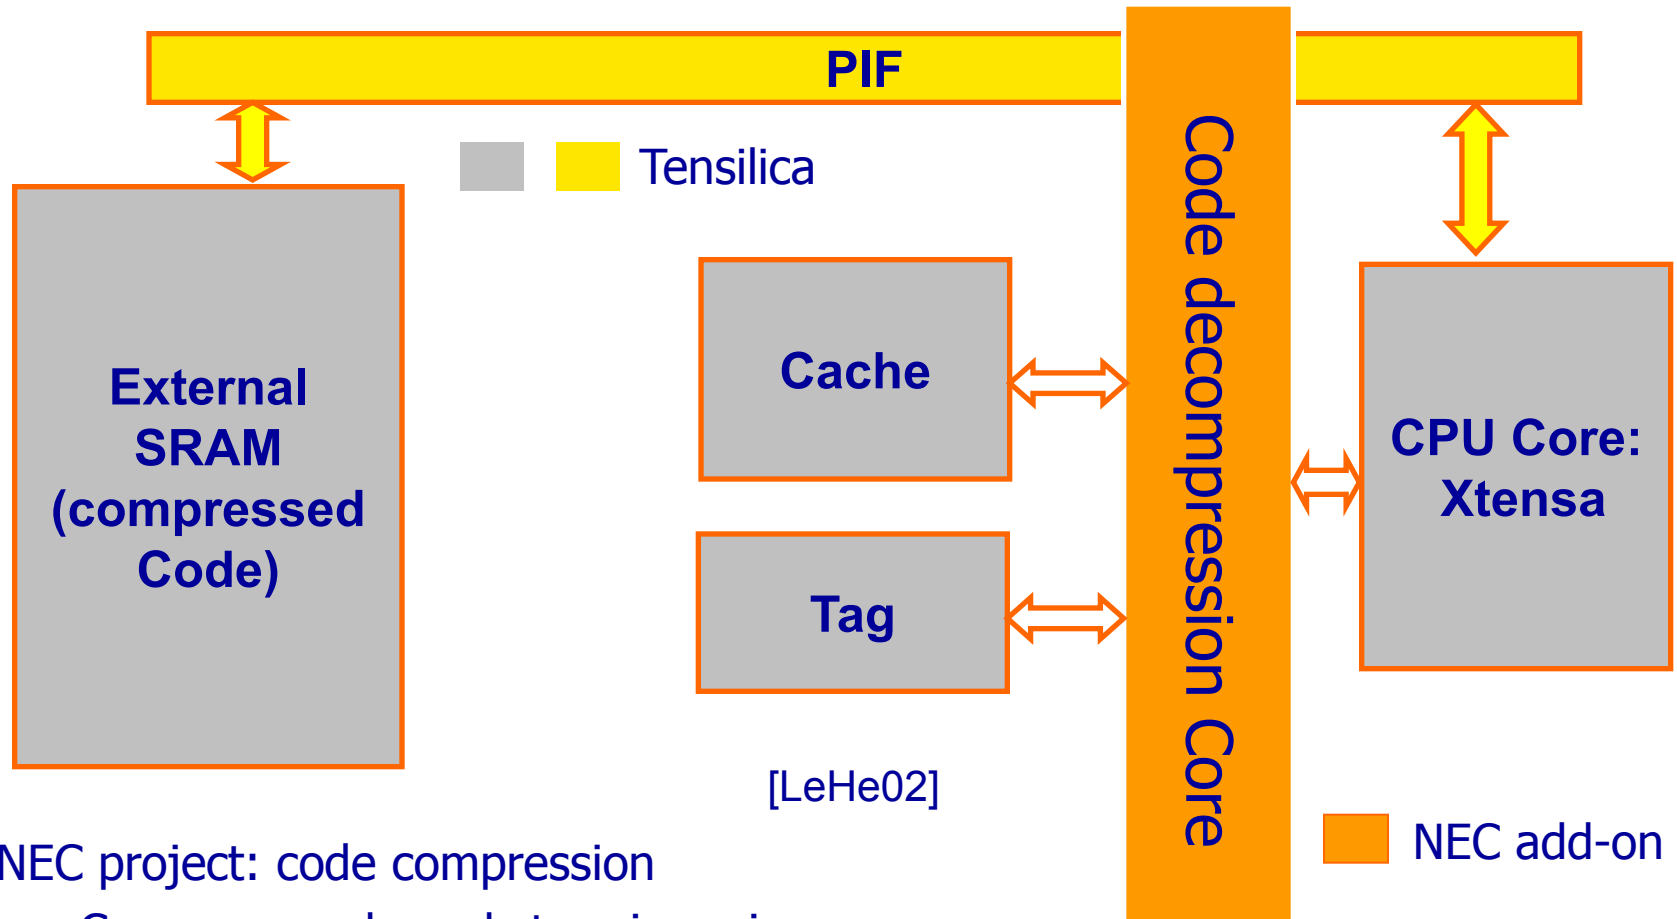 PIF
Tensilica
External
SRAM
(compressed
Code)
Cache
Tag
Code decompression Core
CPU Core:
Xtensa
[LeHe02]
NEC add-on
NEC project: code compression